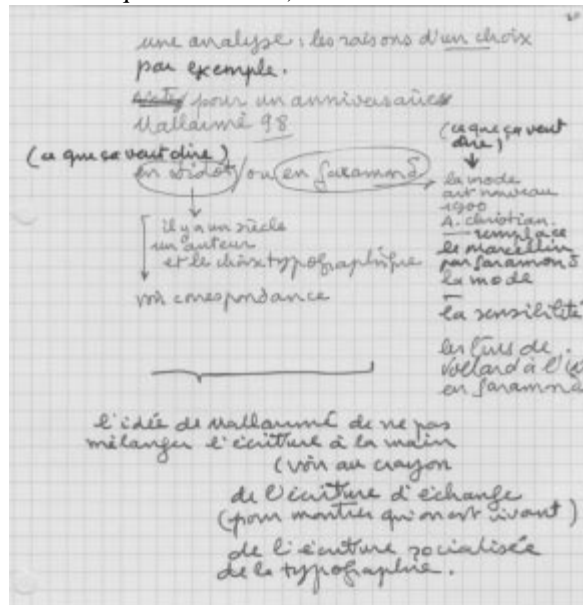 une analyse : les raisons d'un choix
par exemple.
pour un anniversaire
Mallarmé 98
(ce que ça veut dire)
en Didot / ou en Garamond
il y a un siècle
un auteur
et le choix typographique
voir correspondance
(ce que ça veut
dire)
la mode
art nouveau
1900
A. Christian.
remplace
le Marcellin
par Garamond
la mode
la sensibilité
les livres de
Vollard à l'
en Garamond
l'idée de Mallarmé de ne pas
mélanger l'écriture à la main
(voir au crayon
de l'écriture d'échange
(pour montrer qu'on est vivant)
de l'écriture socialisée
de la typographie.